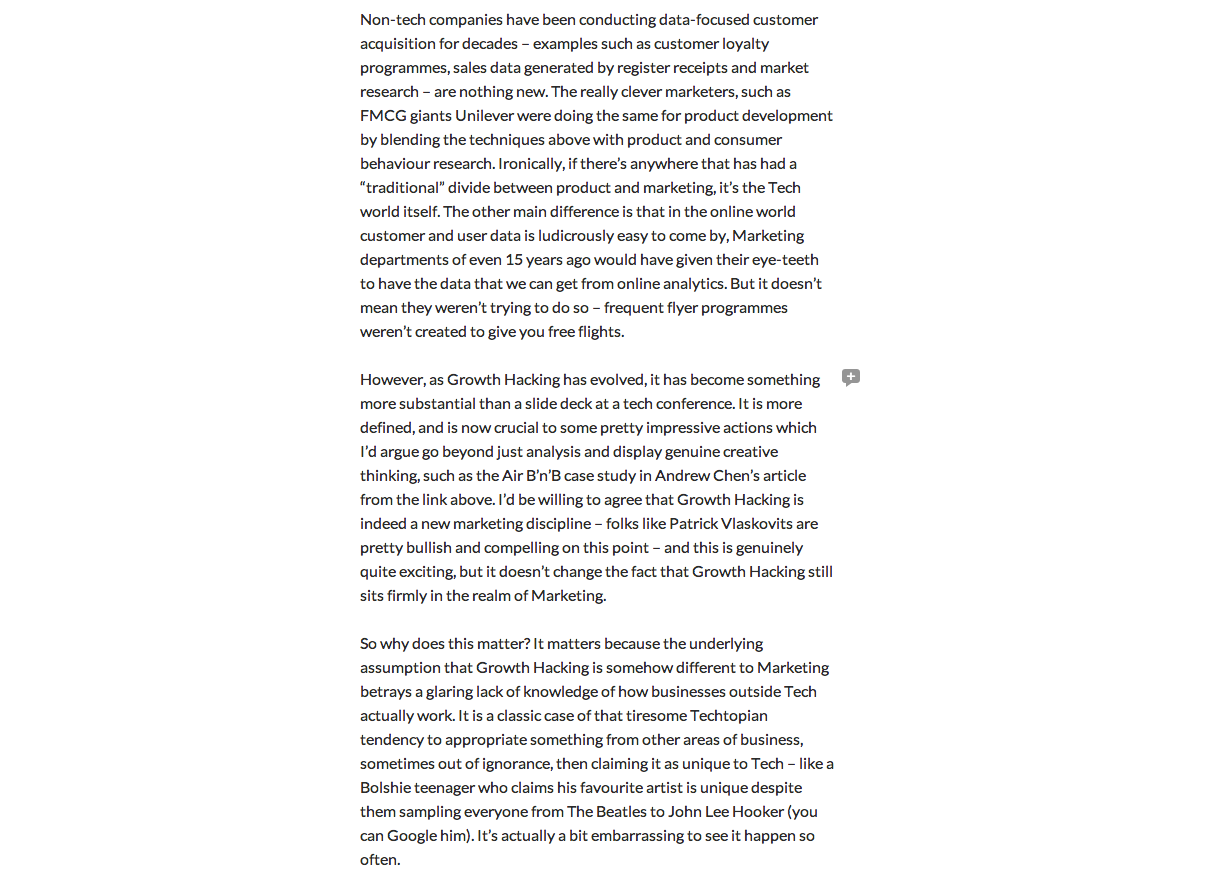 Non-tech companies have been conducting data-focused customer
acquisition for decades – examples such as customer loyalty
programmes, sales data generated by register receipts and market
research – are nothing new. The really clever marketers, such as
FMCG giants Unilever were doing the same for product development
by blending the techniques above with product and consumer
behaviour research. Ironically, if there’s anywhere that has had a
“traditional” divide between product and marketing, it’s the Tech
world itself. The other main difference is that in the online world
customer and user data is ludicrously easy to come by, Marketing
departments of even 15 years ago would have given their eye-teeth
to have the data that we can get from online analytics. But it doesn’t
mean they weren’t trying to do so – frequent flyer programmes
weren’t created to give you free flights.
However, as Growth Hacking has evolved, it has become something
more substantial than a slide deck at a tech conference. It is more
defined, and is now crucial to some pretty impressive actions which
I’d argue go beyond just analysis and display genuine creative
thinking, such as the Air B’n’B case study in Andrew Chen’s article
from the link above. I’d be willing to agree that Growth Hacking is
indeed a new marketing discipline – folks like Patrick Vlaskovits are
pretty bullish and compelling on this point – and this is genuinely
quite exciting, but it doesn’t change the fact that Growth Hacking still
sits firmly in the realm of Marketing.
So why does this matter? It matters because the underlying
assumption that Growth Hacking is somehow different to Marketing
betrays a glaring lack of knowledge of how businesses outside Tech
actually work. It is a classic case of that tiresome Techtopian
tendency to appropriate something from other areas of business,
sometimes out of ignorance, then claiming it as unique to Tech – like a
Bolshie teenager who claims his favourite artist is unique despite
them sampling everyone from The Beatles to John Lee Hooker (you
can Google him). It’s actually a bit embarrassing to see it happen so
often.